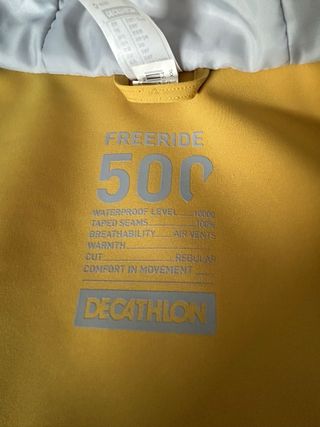 FREERIDE
500
WATERPROOF LEVEL ..... 10000
TAPED SEAMS ..... 100%
BREATHABILITY ..... AIR VENTS
WARMTH .....
CUT ..... REGULAR
COMFORT IN MOVEMENT .....
DECATHLON